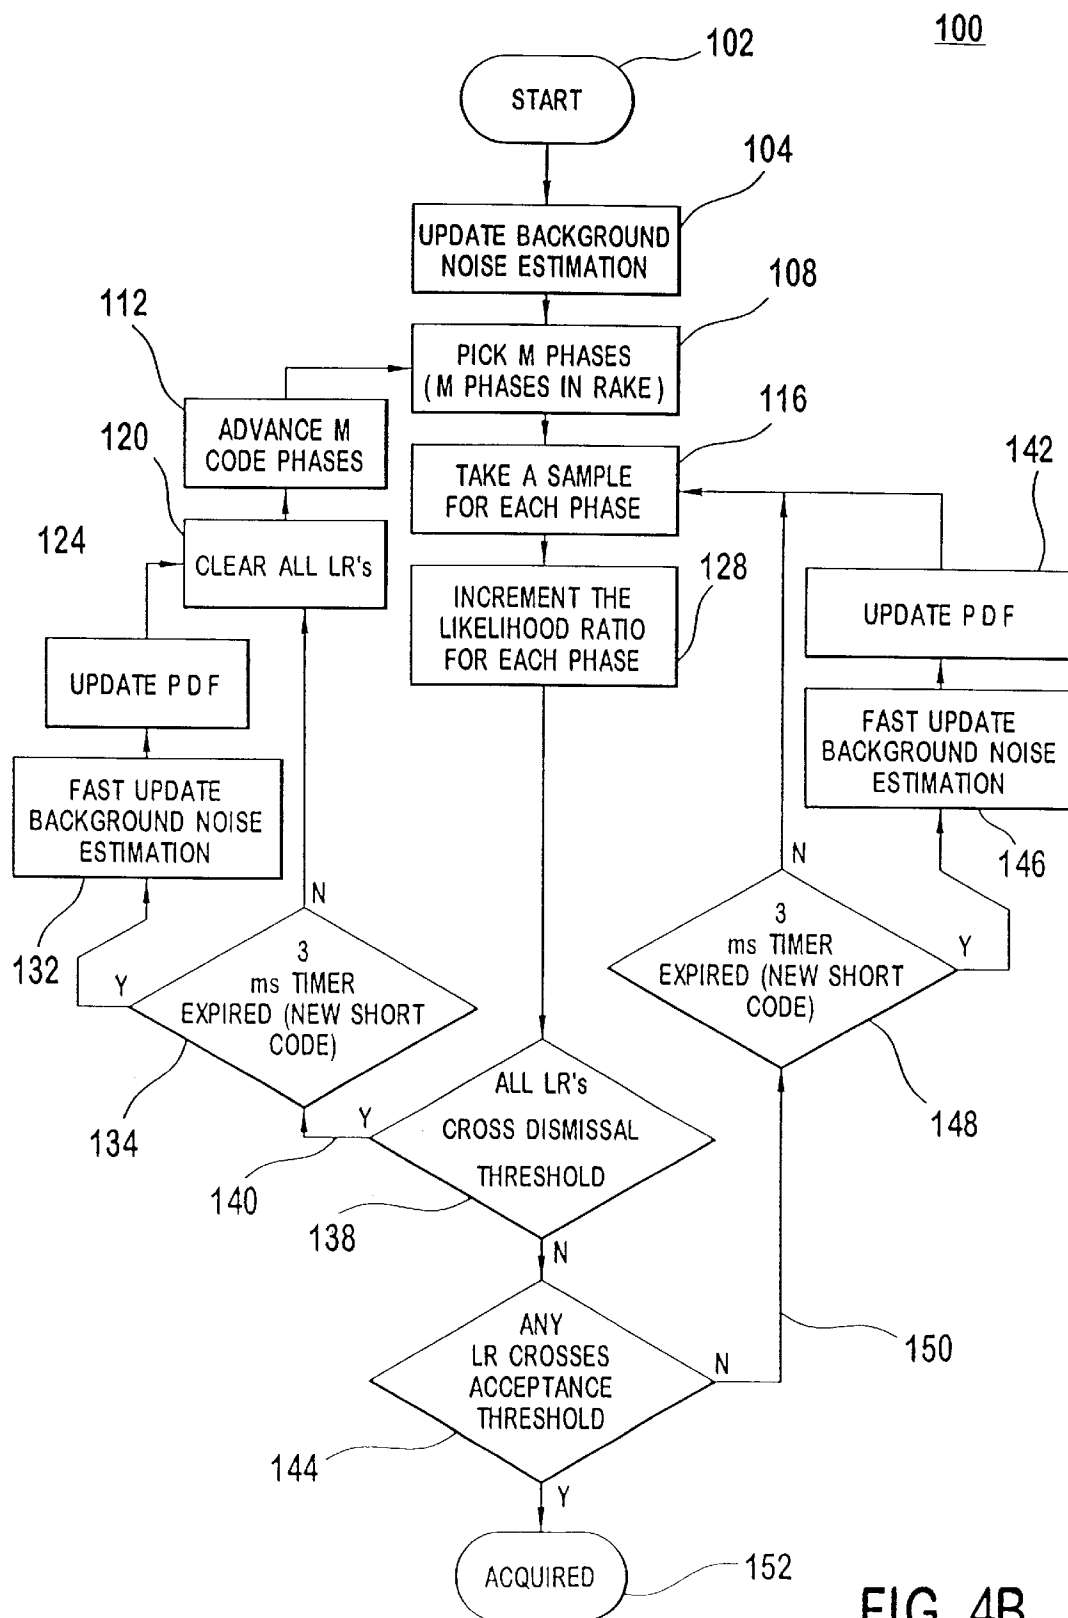 100
102
START
104
UPDATE BACKGROUND
NOISE ESTIMATION
108
PICK M PHASES
(M PHASES IN RAKE)
112
ADVANCE M
CODE PHASES
116
TAKE A SAMPLE
FOR EACH PHASE
120
CLEAR ALL LR's
124
UPDATE PDF
128
INCREMENT THE
LIKELIHOOD RATIO
FOR EACH PHASE
142
UPDATE PDF
FAST UPDATE
BACKGROUND NOISE
ESTIMATION
132
FAST UPDATE
BACKGROUND NOISE
ESTIMATION
146
N
3
ms TIMER
EXPIRED (NEW SHORT
CODE)
Y
134
N
3
ms TIMER
EXPIRED (NEW SHORT
CODE)
Y
148
ALL LR's
CROSS DISMISSAL
THRESHOLD
Y
140
138
N
ANY
LR CROSSES
ACCEPTANCE
THRESHOLD
N
150
144
Y
ACQUIRED
152
FIG. 4B